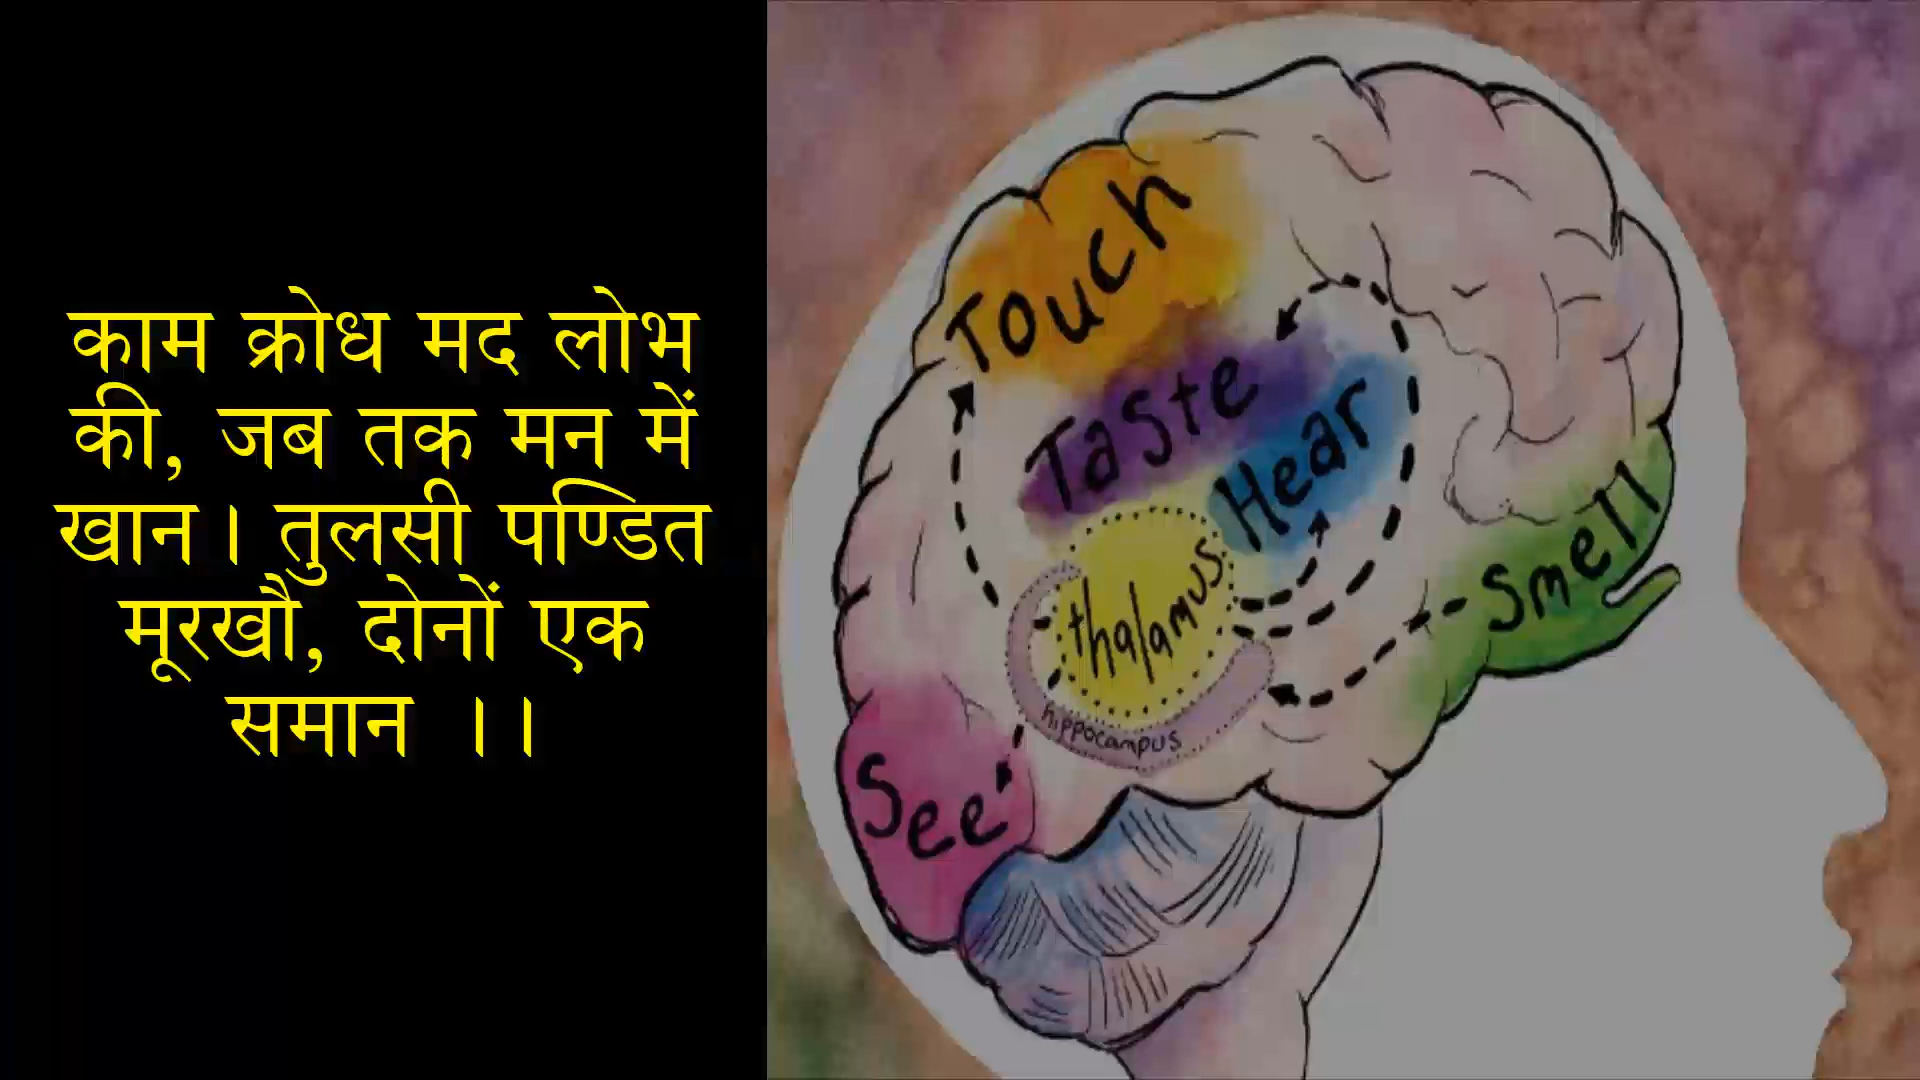 काम क्रोध मद लोभ
की, जब तक मन में
खान। तुलसी पण्डित
मूरखौ, दोनों एक
समान ।।
Touch
Taste
Hear
Smell
thalamus
hippocampus
See